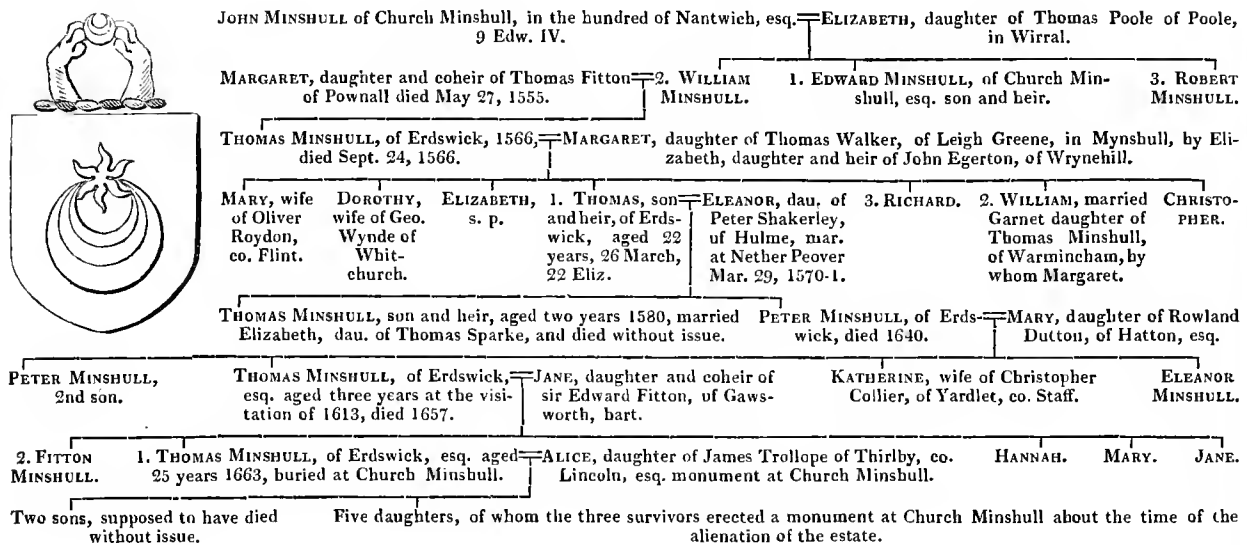 JOHN MINSHULL of Church Minshull, in the hundred of Nantwich, esq.
9 Edw. IV.
ELIZABETH, daughter of Thomas Poole of Poole,
in Wirral.
MARGARET, daughter and coheir of Thomas Fitton
of Pownall died May 27, 1555.
2. WILLIAM
MINSHULL.
1. EDWARD MINSHULL, of Church Min-
shull, esq. son and heir.
3. ROBERT
MINSHULL.
THOMAS MINSHULL, of Erdswick, 1566,
died Sept. 24, 1566.
MARGARET, daughter of Thomas Walker, of Leigh Greene, in Mynshull, by Eli-
zabeth, daughter and heir of John Egerton, of Wrynehill.
MARY, wife
of Oliver
Roydon,
co. Flint.
DOROTHY,
wife of Geo.
Wynde of
Whit-
church.
ELIZABETH,
s. p.
1. THOMAS, son
and heir, of Erds-
wick, aged 22
years, 26 March,
22 Eliz.
ELEANOR, dau. of
Peter Shakerley,
of Hulme, mar.
at Nether Peover
Mar. 29, 1570-1.
3. RICHARD.
2. WILLIAM, married
Garnet daughter of
Thomas Minshull,
of Warmincham, by
whom Margaret.
CHRISTO-
PHER.
THOMAS MINSHULL, son and heir, aged two years 1580, married
Elizabeth, dau. of Thomas Sparke, and died without issue.
PETER MINSHULL, of Erds-
wick, died 1640.
MARY, daughter of Rowland
Dutton, of Hatton, esq.
PETER MINSHULL,
2nd son.
THOMAS MINSHULL, of Erdswick,
esq. aged three years at the visi-
tation of 1613, died 1657.
JANE, daughter and coheir of
sir Edward Fitton, of Gaws-
worth, bart.
KATHERINE, wife of Christopher
Collier, of Yardlet, co. Staff.
ELEANOR
MINSHULL.
2. FITTON
MINSHULL.
1. THOMAS MINSHULL, of Erdswick, esq. aged
25 years 1663, buried at Church Minshull.
ALICE, daughter of James Trollope of Thirlby, co.
Lincoln, esq. monument at Church Minshull.
HANNAH.
MARY.
JANE.
Two sons, supposed to have died
without issue.
Five daughters, of whom the three survivors erected a monument at Church Minshull about the time of the
alienation of the estate.